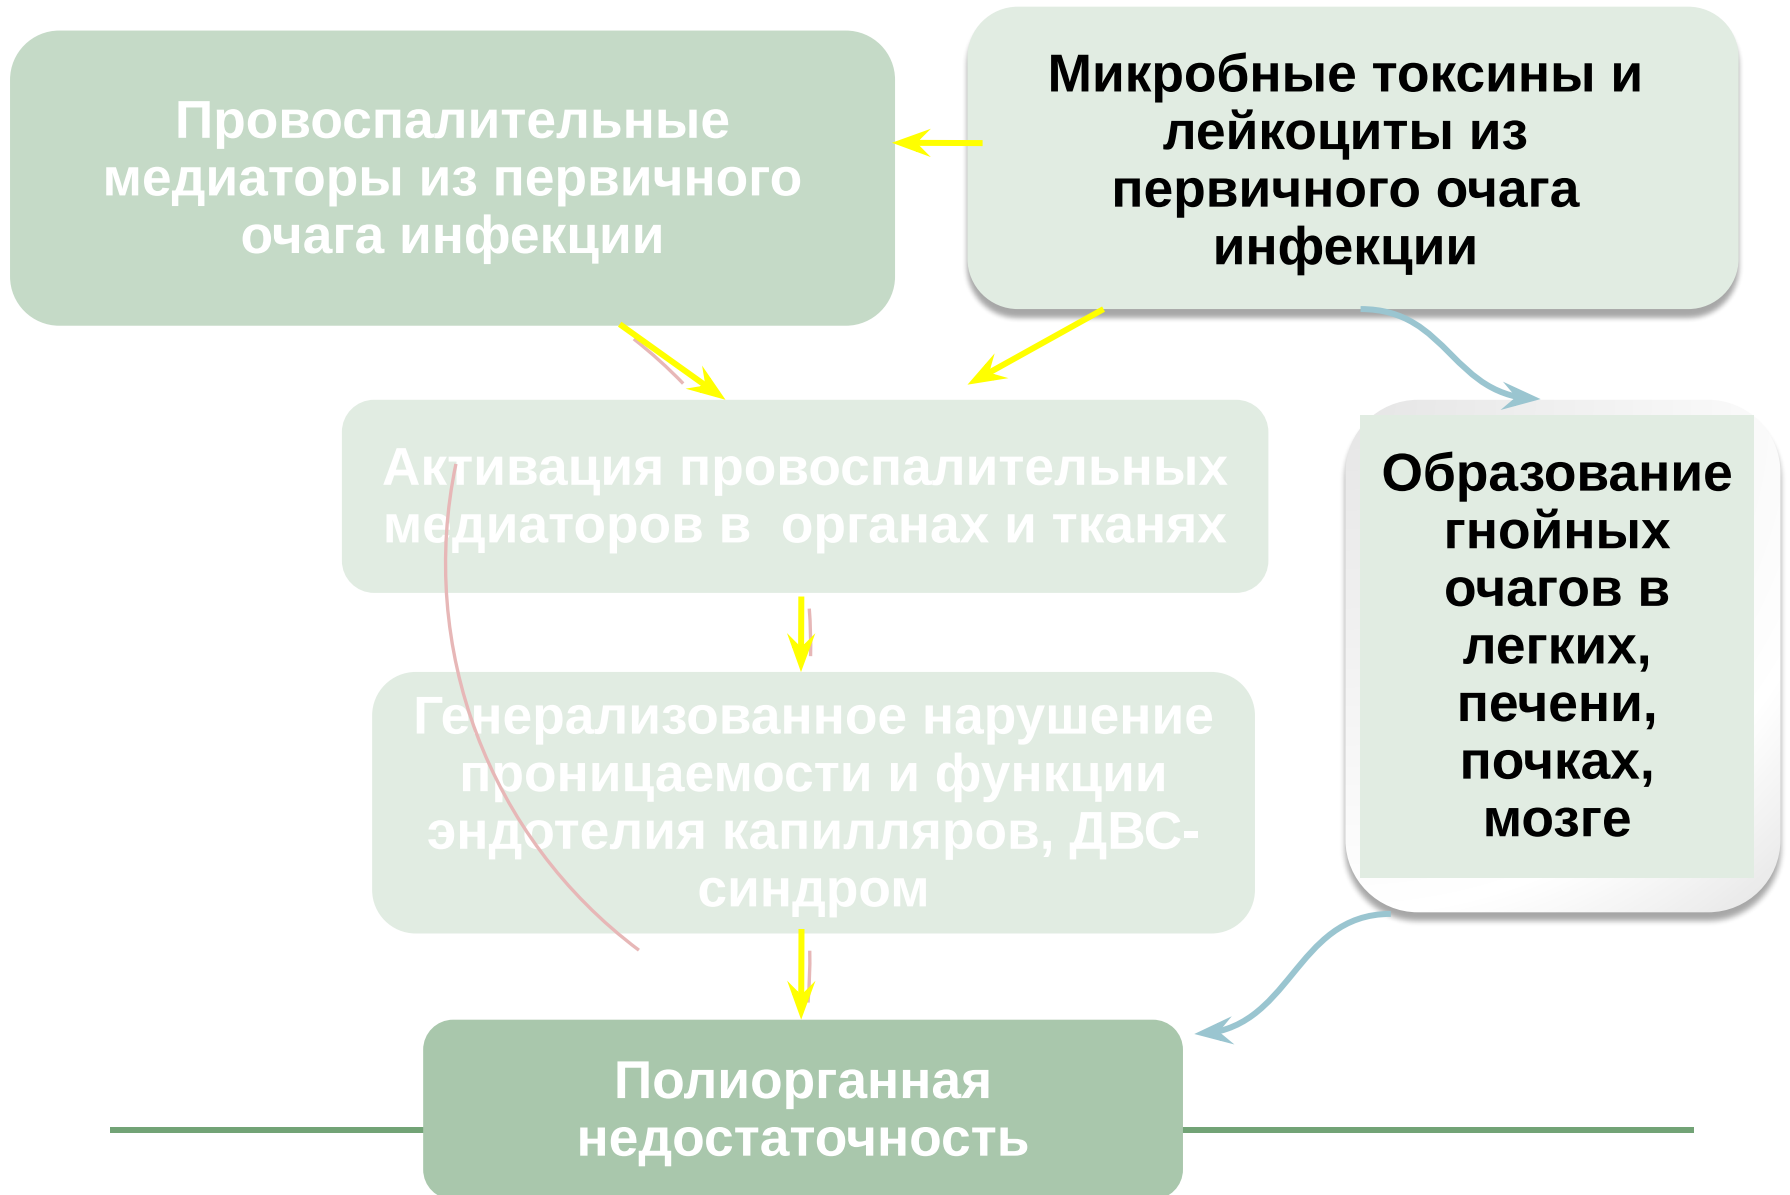 Провоспалительные
медиаторы из первичного
очага инфекции
Микробные токсины и
лейкоциты из
первичного очага
инфекции
Активация провоспалительных
медиаторов в  органах и тканях
Образование
гнойных
очагов в
легких,
печени,
почках,
мозге
Генерализованное нарушение
проницаемости и функции
эндотелия капилляров, ДВС-
синдром
Полиорганная
недостаточность